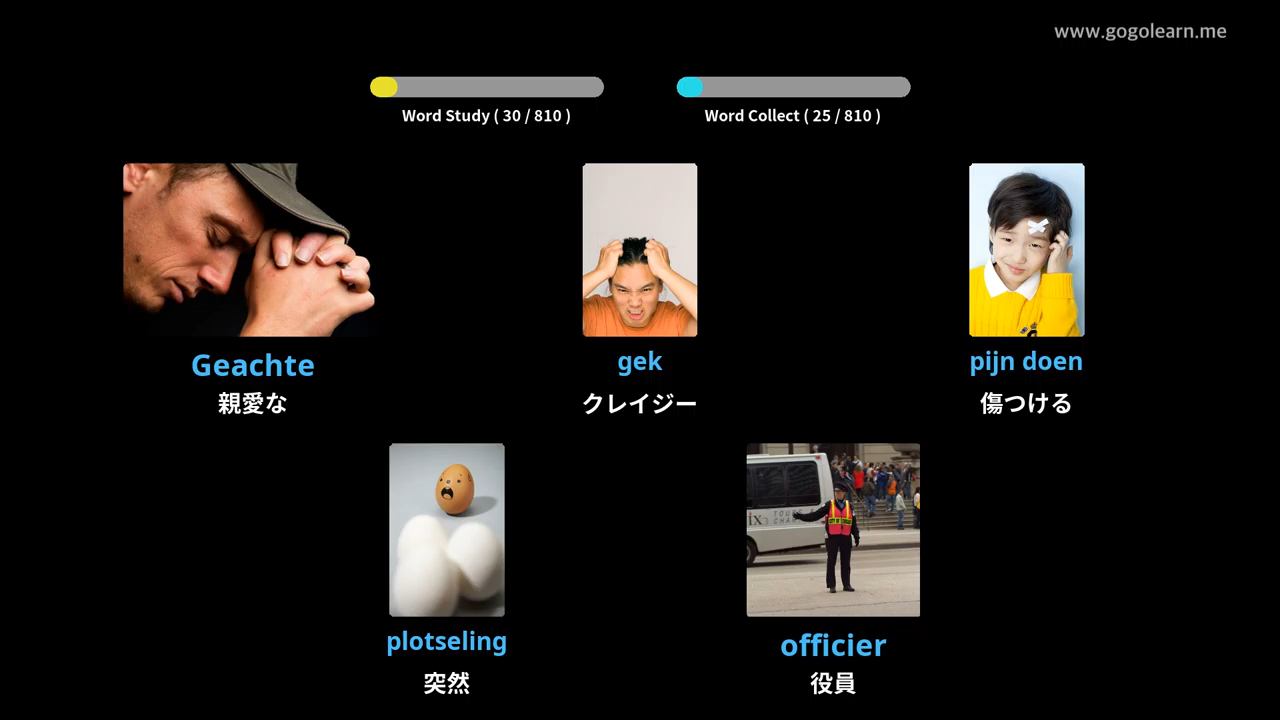 www.gogolearn.me
Word Study ( 30 / 810 )
Word Collect ( 25 / 810 )
Geachte
gek
pijn doen
親愛な
クレイジー
傷つける
plotseling
officier
突然
役員